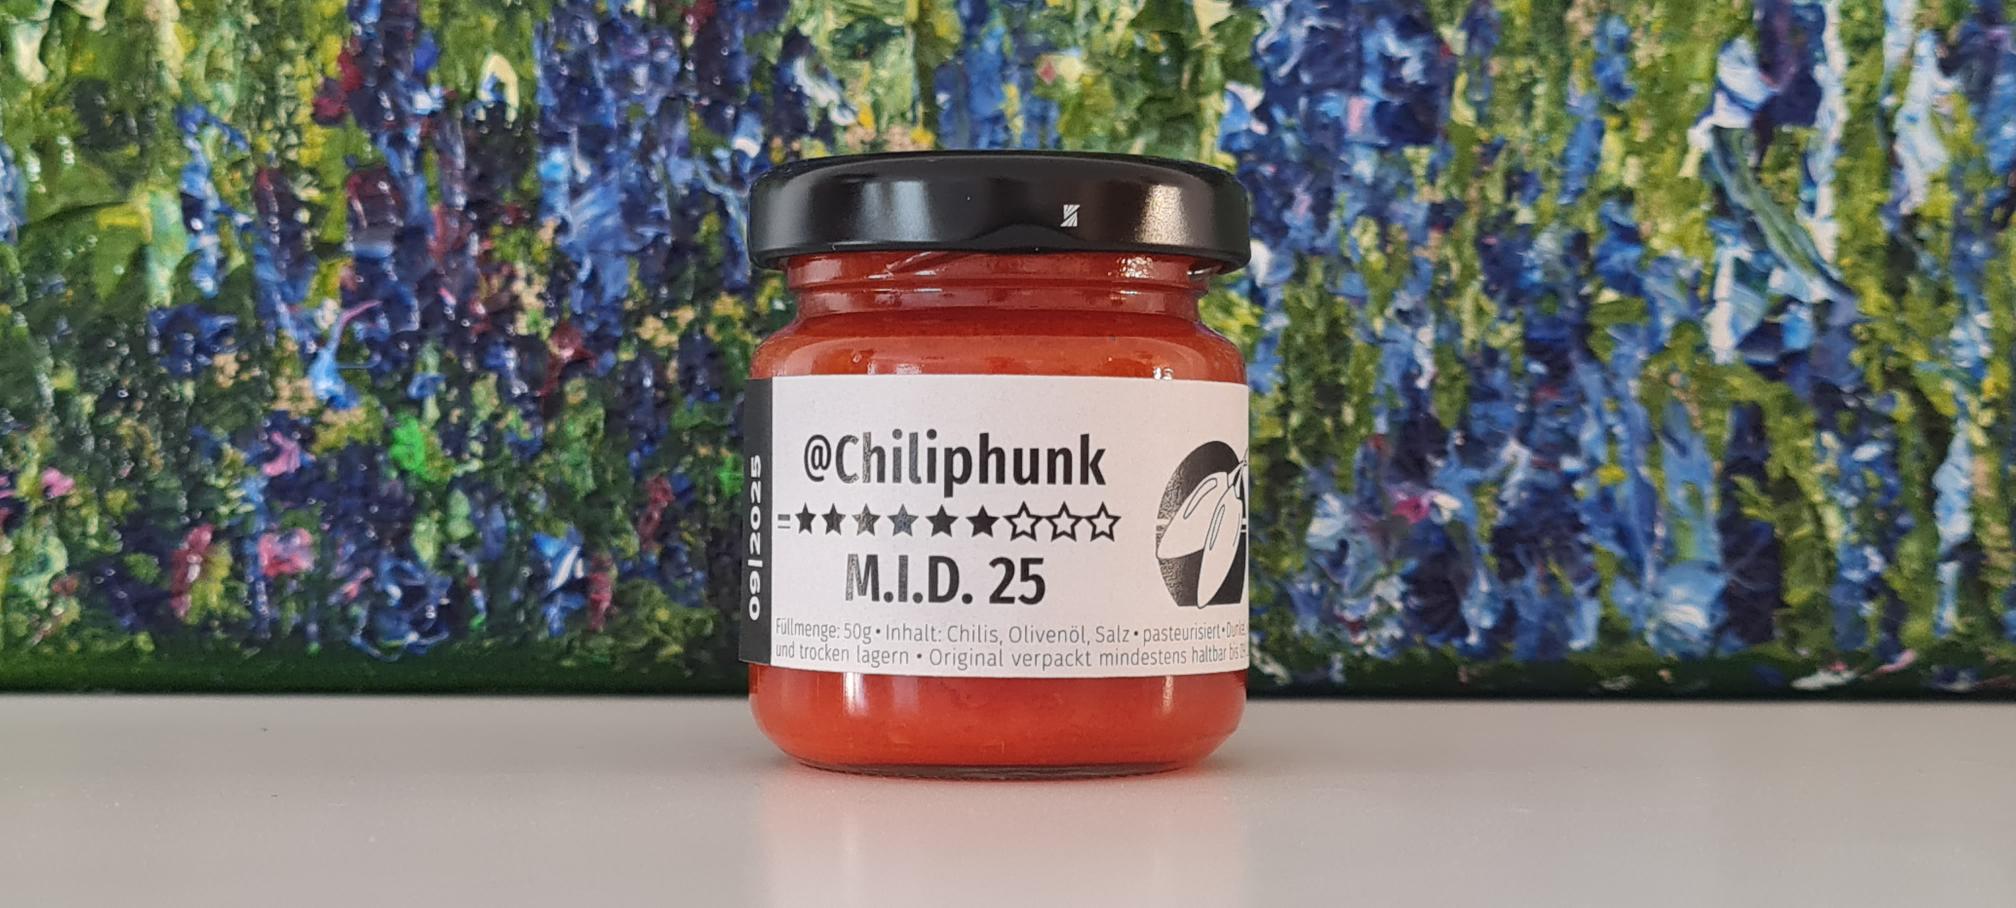 09|2025
@Chiliphunk
★★★★★★☆☆☆
M.I.D. 25
Füllmenge: 50g • Inhalt: Chilis, Olivenöl, Salz • pasteurisiert •
und trocken lagern • Original verpackt mindestens haltbar bis